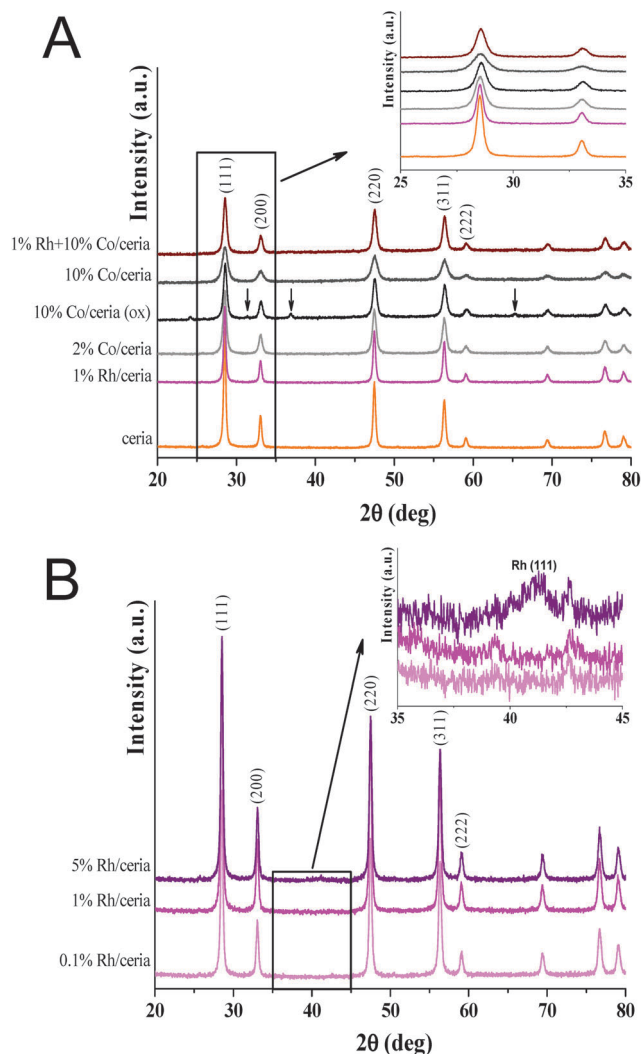 A
Intensity (a.u.)
25 30 35
Intensity (a.u.)
(111)
(200)
(220)
(311)
(222)
1% Rh+10% Co/ceria
10% Co/ceria
10% Co/ceria (ox)
2% Co/ceria
1% Rh/ceria
ceria
20 30 40 50 60 70 80
2θ (deg)
B
Intensity (a.u.)
Rh (111)
35 40 45
Intensity (a.u.)
(111)
(200)
(220)
(311)
(222)
5% Rh/ceria
1% Rh/ceria
0.1% Rh/ceria
20 30 40 50 60 70 80
2θ (deg)